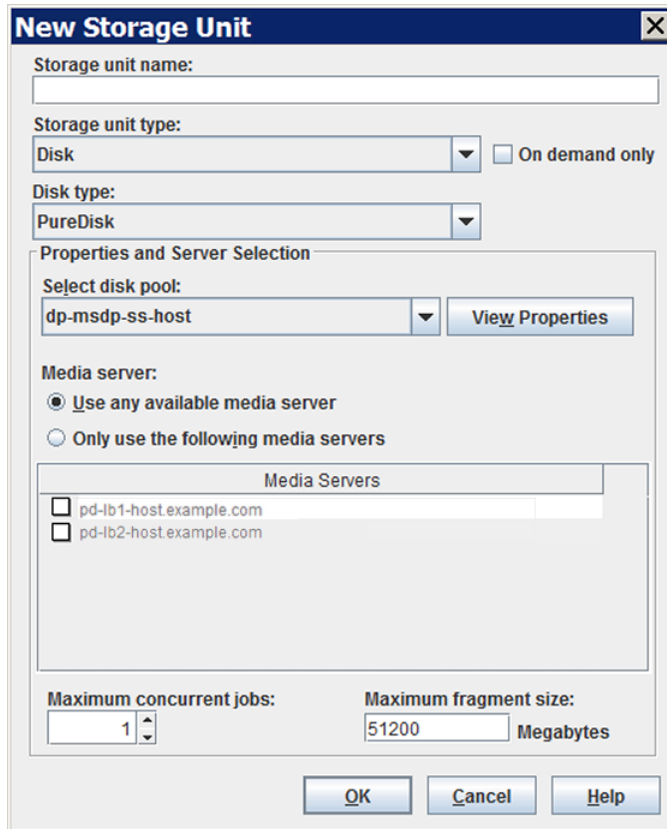 New Storage Unit
Storage unit name:
Storage unit type:
Disk
On demand only
Disk type:
PureDisk
Properties and Server Selection
Select disk pool:
dp-msdp-ss-host
View Properties
Media server:
Use any available media server
Only use the following media servers
Media Servers
pd-lb1-host.example.com
pd-lb2-host.example.com
Maximum concurrent jobs:
Maximum fragment size:
1
51200
Megabytes
OK
Cancel
Help